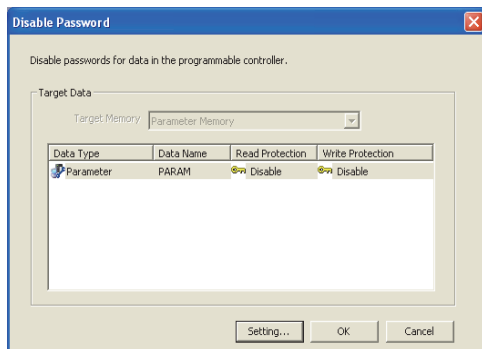 Disable Password
Disable passwords for data in the programmable controller.
Target Data
Target Memory Parameter Memory
Data Type Data Name Read Protection Write Protection
Parameter PARAM Disable Disable
Setting... OK Cancel